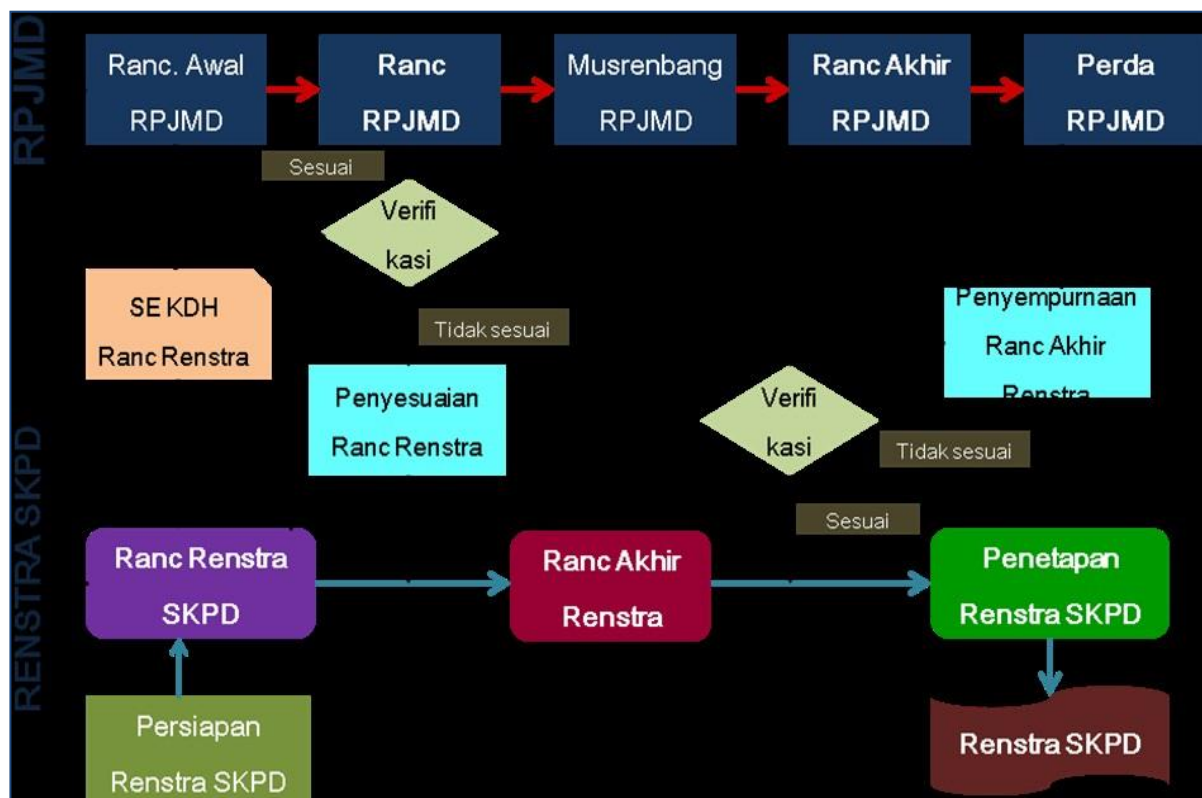 RPJMD
Ranc. Awal
RPJMD
Ranc
RPJMD
Musrenbang
RPJMD
Ranc Akhir
RPJMD
Perda
RPJMD
Sesuai
Verifi
kasi
SE KDH
Ranc Renstra
Tidak sesuai
Penyesuaian
Ranc Renstra
Penyempurnaan
Ranc Akhir
Renstra
Verifi
kasi
Tidak sesuai
Sesuai
RENSTRA SKPD
Ranc Renstra
SKPD
Ranc Akhir
Renstra
Penetapan
Renstra SKPD
Persiapan
Renstra SKPD
Renstra SKPD